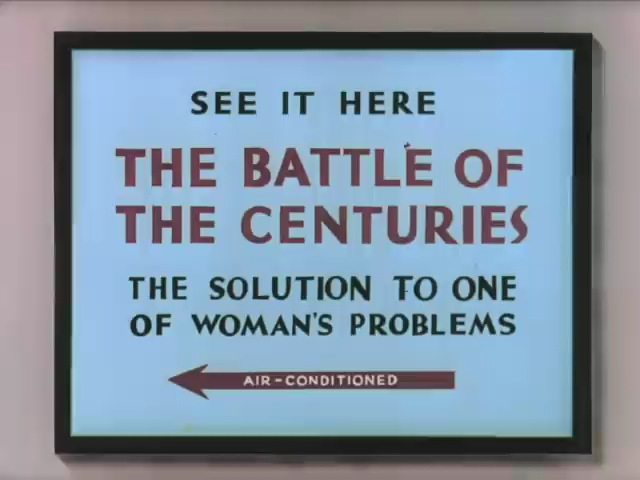 SEE IT HERE
THE BATTLE OF
THE CENTURIES
THE SOLUTION TO ONE
OF WOMAN'S PROBLEMS
AIR-CONDITIONED